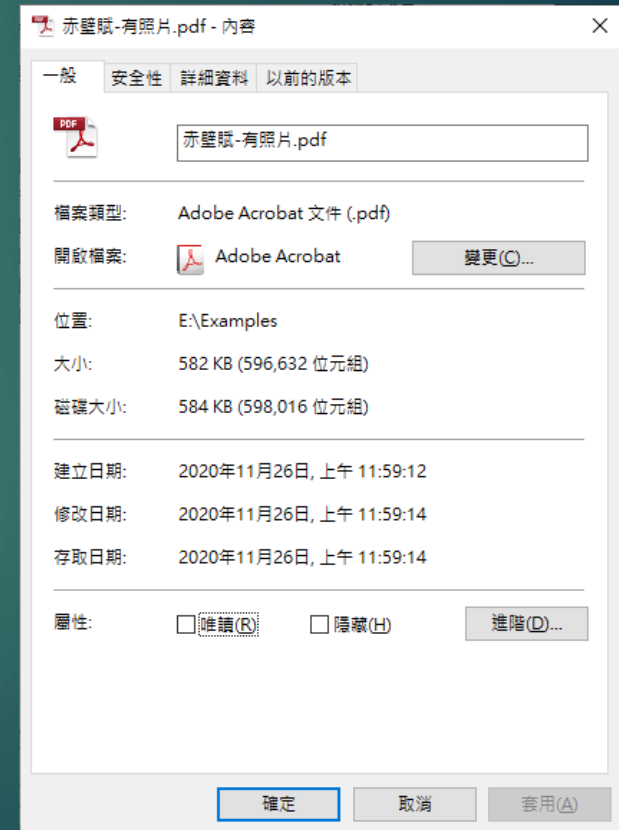 赤壁賦-有照片.pdf - 內容
一般 安全性 詳細資料 以前的版本
PDF
赤壁賦-有照片.pdf
檔案類型: Adobe Acrobat 文件 (.pdf)
開啟檔案: Adobe Acrobat 變更(C)...
位置: E:\Examples
大小: 582 KB (596,632 位元組)
磁碟大小: 584 KB (598,016 位元組)
建立日期: 2020年11月26日, 上午 11:59:12
修改日期: 2020年11月26日, 上午 11:59:14
存取日期: 2020年11月26日, 上午 11:59:14
屬性: 唯讀(R) 隱藏(H) 進階(D)...
確定 取消 套用(A)